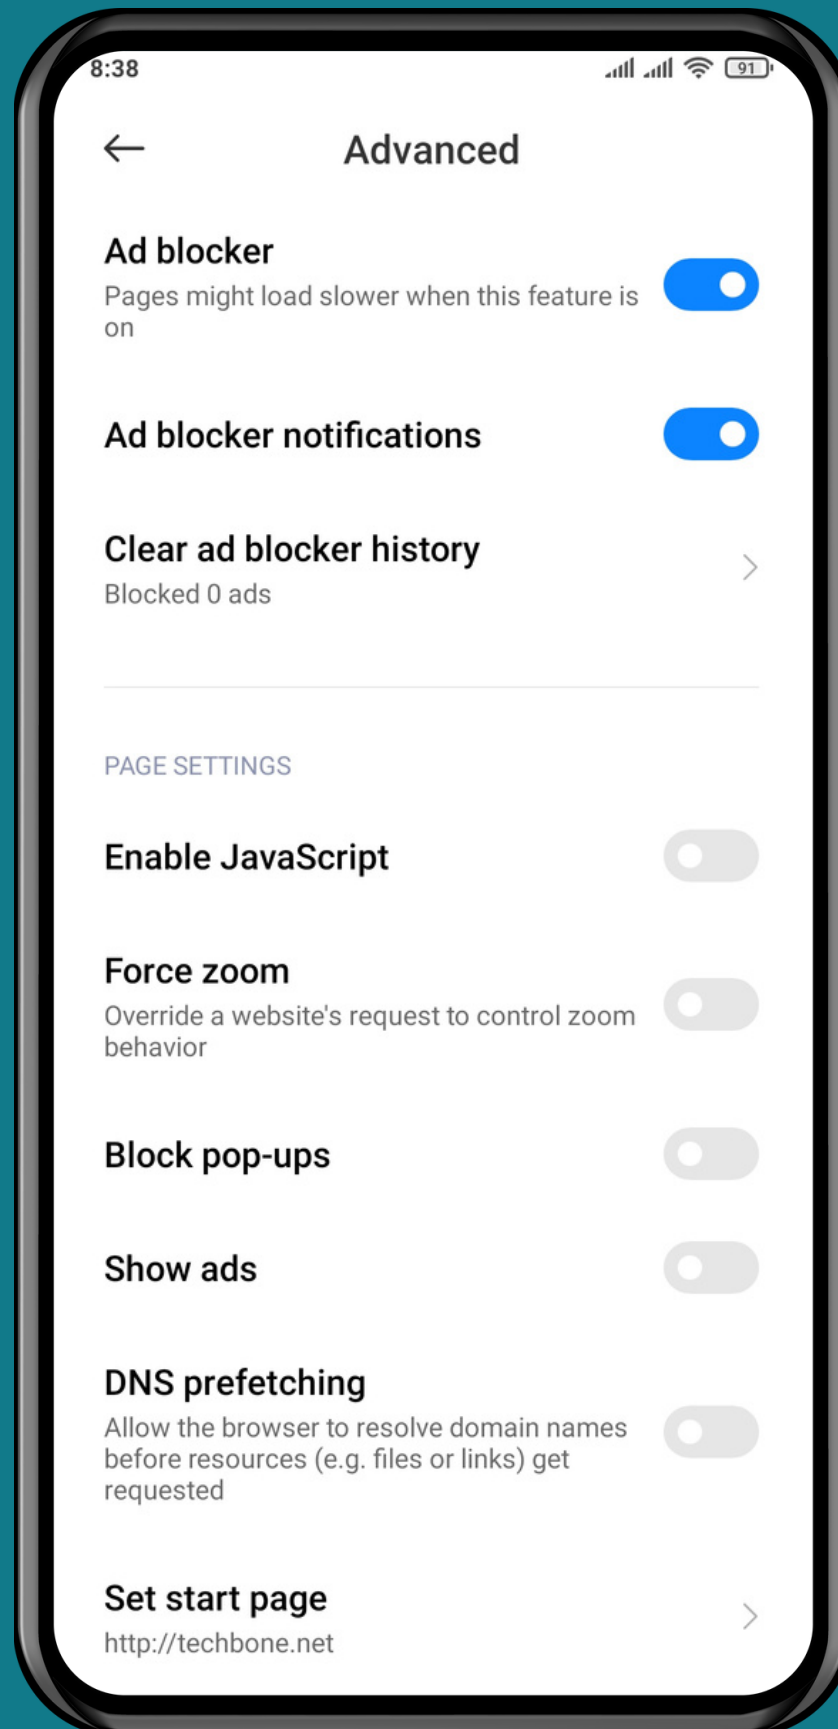 8:38
91
Advanced
Ad blocker
Pages might load slower when this feature is
on
Ad blocker notifications
Clear ad blocker history
Blocked 0 ads
PAGE SETTINGS
Enable JavaScript
Force zoom
Override a website's request to control zoom
behavior
Block pop-ups
Show ads
DNS prefetching
Allow the browser to resolve domain names
before resources (e.g. files or links) get
requested
Set start page
http://techbone.net